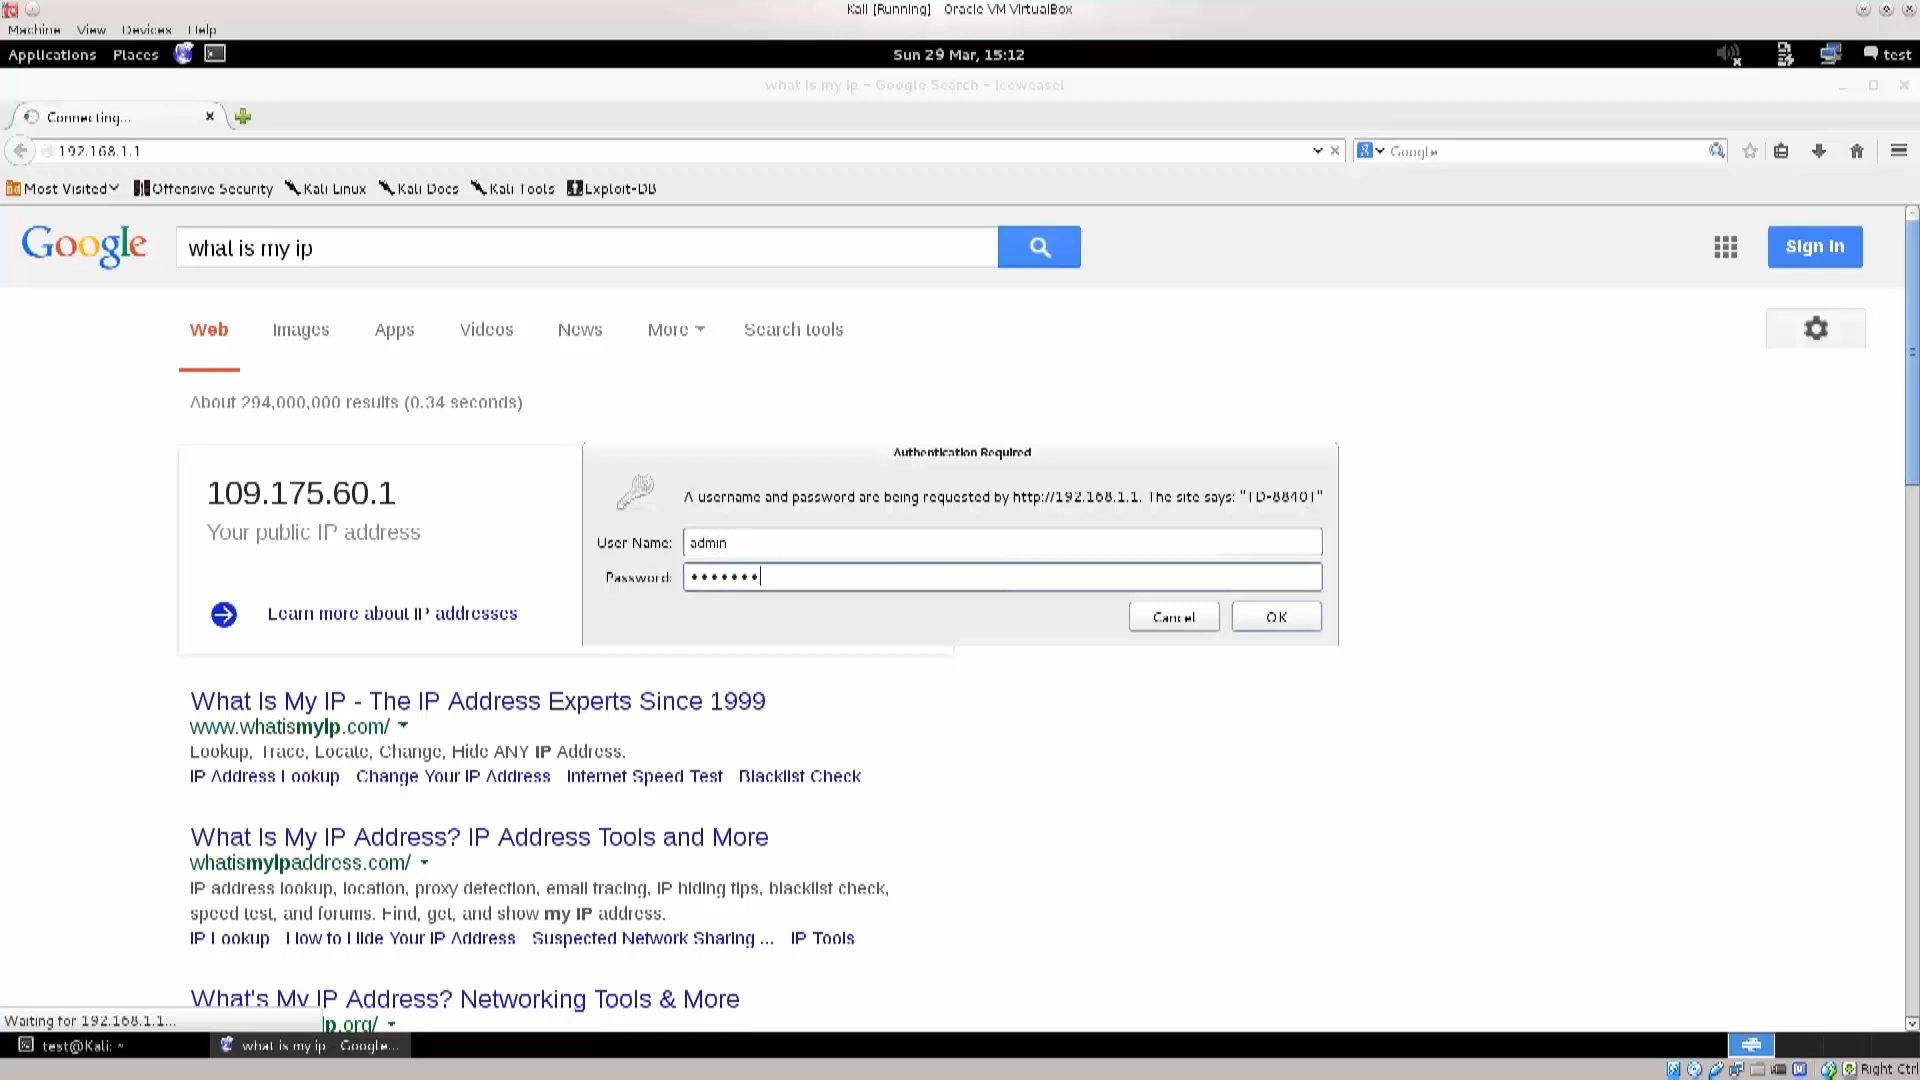 Kali [Running] Oracle VM VirtualBox
Machine View Devices Help
Applications Places Sun 29 Mar, 15:12 test
what is my ip - Google Search - Iceweasel
Connecting...
192.168.1.1 Google
Most Visited Offensive Security Kali Linux Kali Docs Kali Tools Exploit-DB
Google what is my ip Sign in
Web Images Apps Videos News More Search tools
About 294,000,000 results (0.34 seconds)
109.175.60.1
Your public IP address
Learn more about IP addresses
Authentication Required
A username and password are being requested by http://192.168.1.1. The site says: "TD-8840T"
User Name: admin
Password: •••••••
Cancel OK
What Is My IP - The IP Address Experts Since 1999
www.whatismyip.com/
Lookup, Trace, Locate, Change, Hide ANY IP Address.
IP Address Lookup Change Your IP Address Internet Speed Test Blacklist Check
What Is My IP Address? IP Address Tools and More
whatismyipaddress.com/
IP address lookup, location, proxy detection, email tracing, IP hiding tips, blacklist check,
speed test, and forums. Find, get, and show my IP address.
IP Lookup How to Hide Your IP Address Suspected Network Sharing ... IP Tools
What's My IP Address? Networking Tools & More
ip.org/
Waiting for 192.168.1.1...
test@Kali: ~ what is my ip - Google...
Right Ctrl